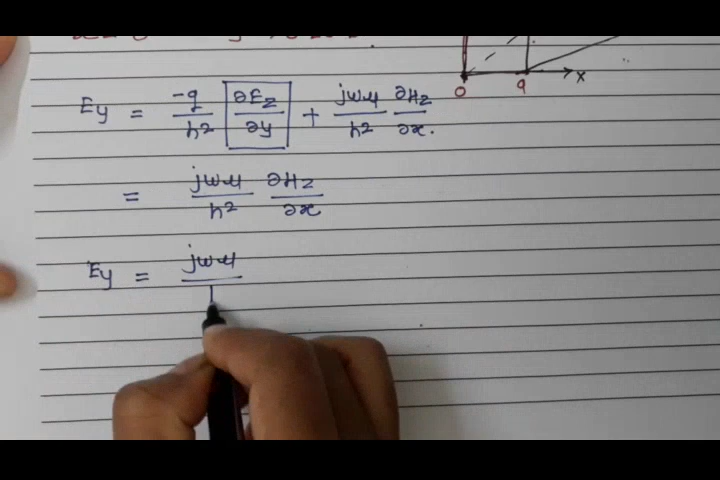 0 a x
Ey = -q/h² ∂Ez/∂y + jωμ/h² ∂Hz/∂x.
= jωμ/h² ∂Hz/∂x
Ey = jωμ